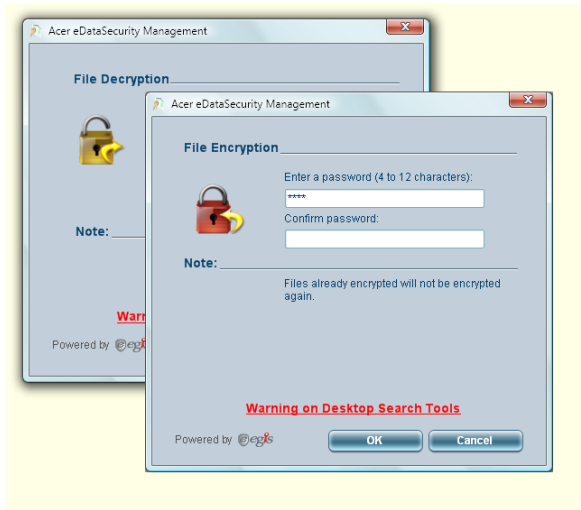 Acer eDataSecurity Management
File Decryption
Note:
Powered by
Acer eDataSecurity Management
File Encryption
Enter a password (4 to 12 characters):
****
Confirm password:
Note:
Files already encrypted will not be encrypted
again.
Warning on Desktop Search Tools
Powered by egis
OK Cancel